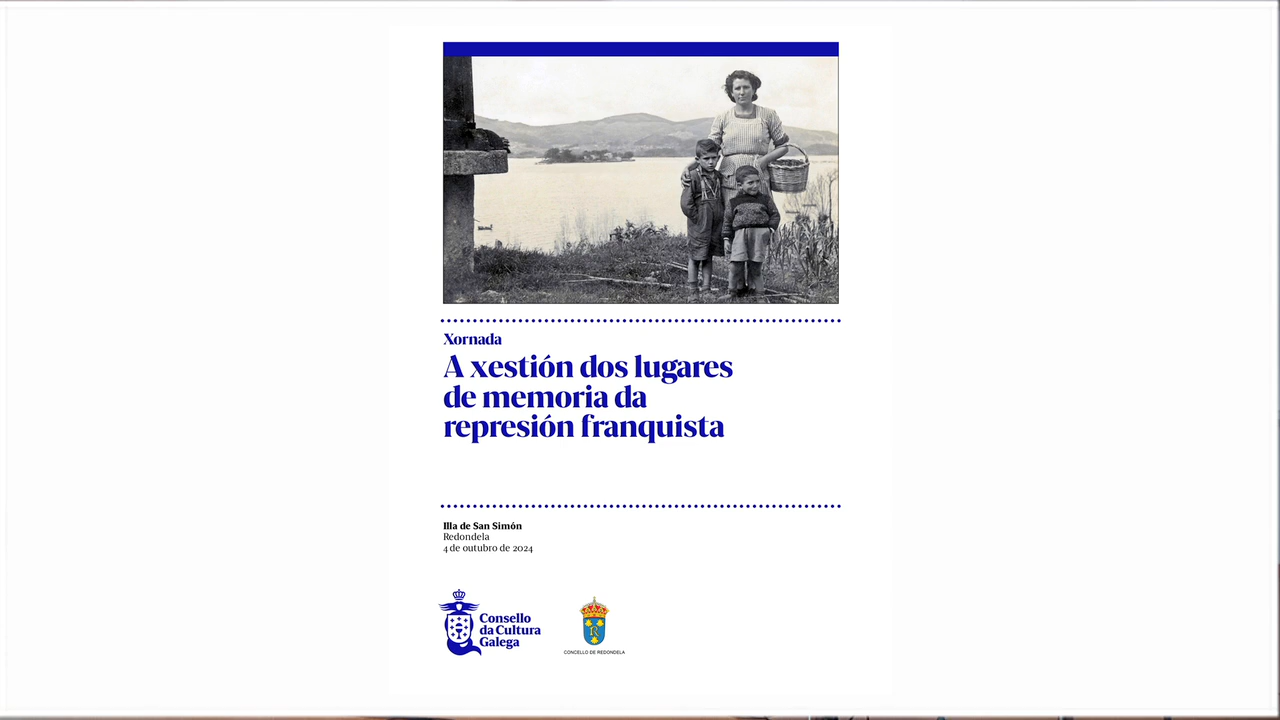 Xornada
A xestión dos lugares
de memoria da
represión franquista
Illa de San Simón
Redondela
4 de outubro de 2024
Consello
da Cultura
Galega
R
CONCELLO DE REDONDELA